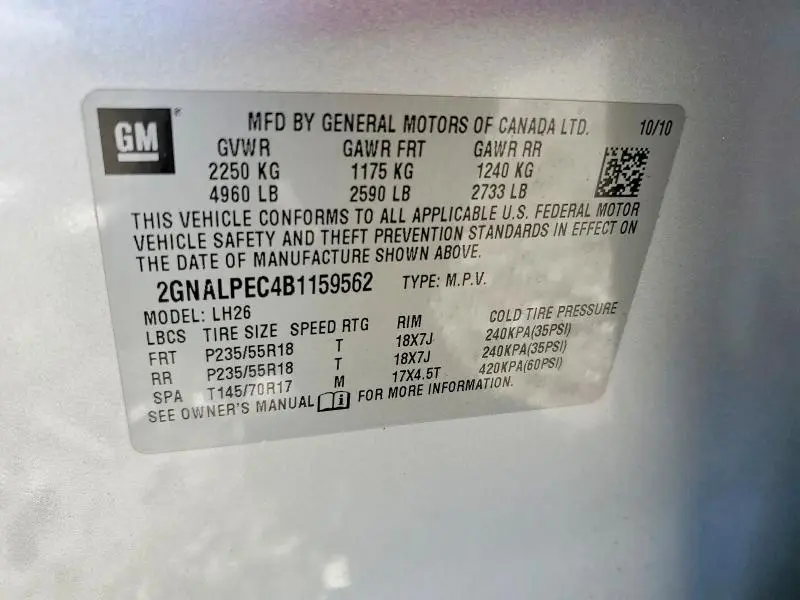 GM
MFD BY GENERAL MOTORS OF CANADA LTD. 10/10
GVWR GAWR FRT GAWR RR
2250 KG 1175 KG 1240 KG
4960 LB 2590 LB 2733 LB
THIS VEHICLE CONFORMS TO ALL APPLICABLE U.S. FEDERAL MOTOR
VEHICLE SAFETY AND THEFT PREVENTION STANDARDS IN EFFECT ON
THE DATE OF MANUFACTURE SHOWN ABOVE.
2GNALPEC4B1159562 TYPE: M.P.V.
MODEL: LH26
LBCS TIRE SIZE SPEED RTG RIM COLD TIRE PRESSURE
FRT P235/55R18 T 18X7J 240KPA(35PSI)
RR P235/55R18 T 18X7J 240KPA(35PSI)
SPA T145/70R17 M 17X4.5T 420KPA(60PSI)
SEE OWNER'S MANUAL i FOR MORE INFORMATION.